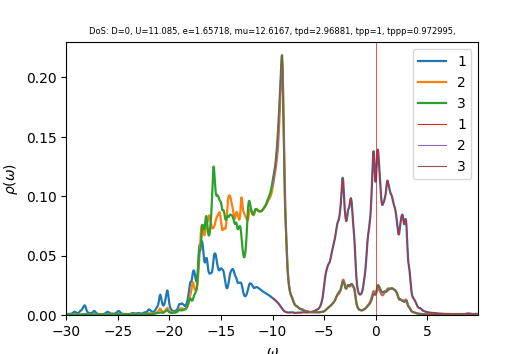 DoS: D=0, U=11.085, e=1.65718, mu=12.6167, tpd=2.96881, tpp=1, tppp=0.972995,
0.20
0.15
0.10
0.05
0.00
ρ(ω)
1
2
3
1
2
3
−30 −25 −20 −15 −10 −5 0 5
ω